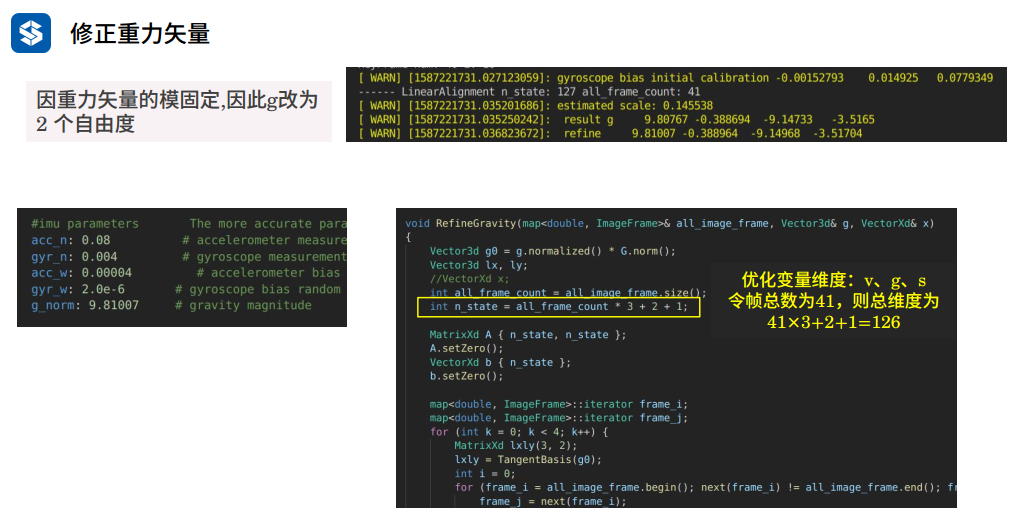 修正重力矢量
因重力矢量的模固定,因此g改为
2 个自由度
[ WARN] [1587221731.027123059]: gyroscope bias initial calibration -0.00152793    0.014925   0.0779349
------ LinearAlignment n_state: 127 all_frame_count: 41
[ WARN] [1587221731.035201686]: estimated scale: 0.145538
[ WARN] [1587221731.035250242]:  result g     9.80767 -0.388694  -9.14733   -3.5165
[ WARN] [1587221731.036823672]:  refine     9.81007 -0.388964  -9.14968  -3.51704
#imu parameters       The more accurate para
acc_n: 0.08          # accelerometer measure
gyr_n: 0.004         # gyroscope measurement
acc_w: 0.00004         # accelerometer bias
gyr_w: 2.0e-6       # gyroscope bias random
g_norm: 9.81007     # gravity magnitude
void RefineGravity(map<double, ImageFrame>& all_image_frame, Vector3d& g, VectorXd& x)
{
    Vector3d g0 = g.normalized() * G.norm();
    Vector3d lx, ly;
    //VectorXd x;
    int all_frame_count = all_image_frame.size();
    int n_state = all_frame_count * 3 + 2 + 1;
    MatrixXd A { n_state, n_state };
    A.setZero();
    VectorXd b { n_state };
    b.setZero();
    map<double, ImageFrame>::iterator frame_i;
    map<double, ImageFrame>::iterator frame_j;
    for (int k = 0; k < 4; k++) {
        MatrixXd lxly(3, 2);
        lxly = TangentBasis(g0);
        int i = 0;
        for (frame_i = all_image_frame.begin(); next(frame_i) != all_image_frame.end(); fr
            frame_j = next(frame_i);
优化变量维度：v、g、s
令帧总数为41，则总维度为
41×3+2+1=126